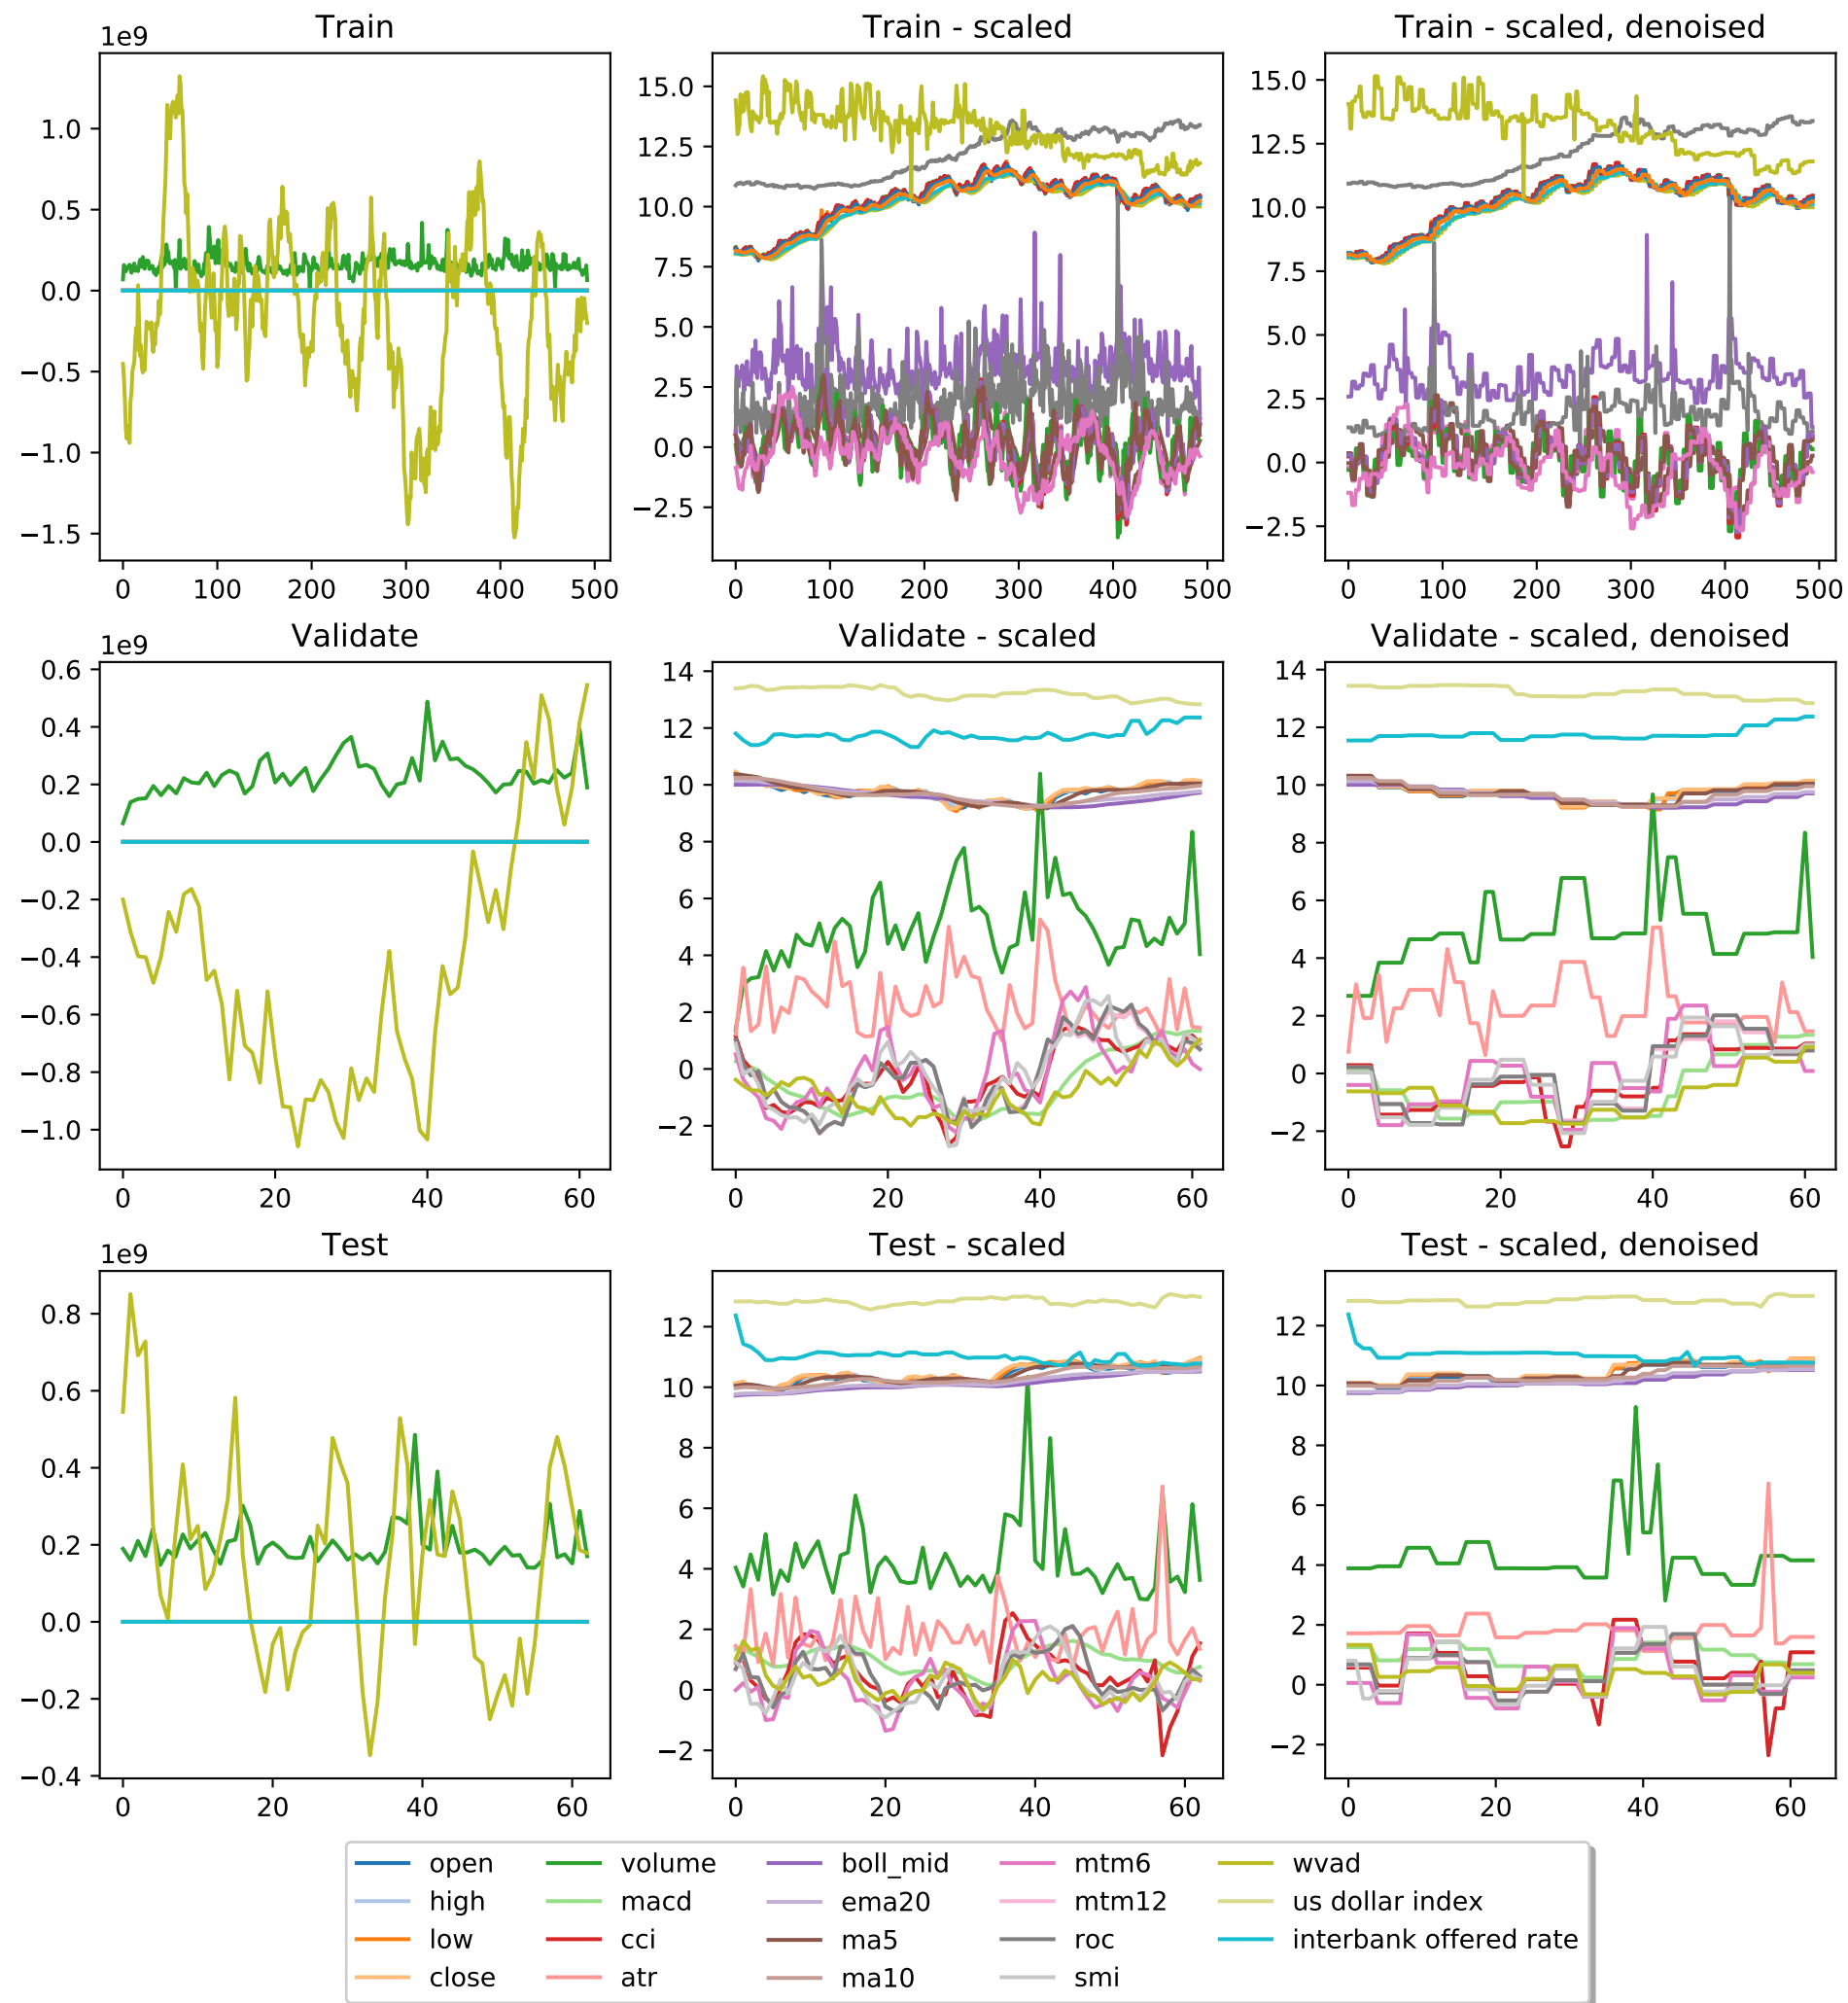 Train
Train - scaled
Train - scaled, denoised
1e9
1.0
0.5
0.0
−0.5
−1.0
−1.5
0 100 200 300 400 500
15.0
12.5
10.0
7.5
5.0
2.5
0.0
−2.5
0 100 200 300 400 500
15.0
12.5
10.0
7.5
5.0
2.5
0.0
−2.5
0 100 200 300 400 500
Validate
Validate - scaled
Validate - scaled, denoised
1e9
0.6
0.4
0.2
0.0
−0.2
−0.4
−0.6
−0.8
−1.0
0 20 40 60
14
12
10
8
6
4
2
0
−2
0 20 40 60
14
12
10
8
6
4
2
0
−2
0 20 40 60
Test
Test - scaled
Test - scaled, denoised
1e9
0.8
0.6
0.4
0.2
0.0
−0.2
−0.4
0 20 40 60
12
10
8
6
4
2
0
−2
0 20 40 60
12
10
8
6
4
2
0
−2
0 20 40 60
open
high
low
close
volume
macd
cci
atr
boll_mid
ema20
ma5
ma10
mtm6
mtm12
roc
smi
wvad
us dollar index
interbank offered rate